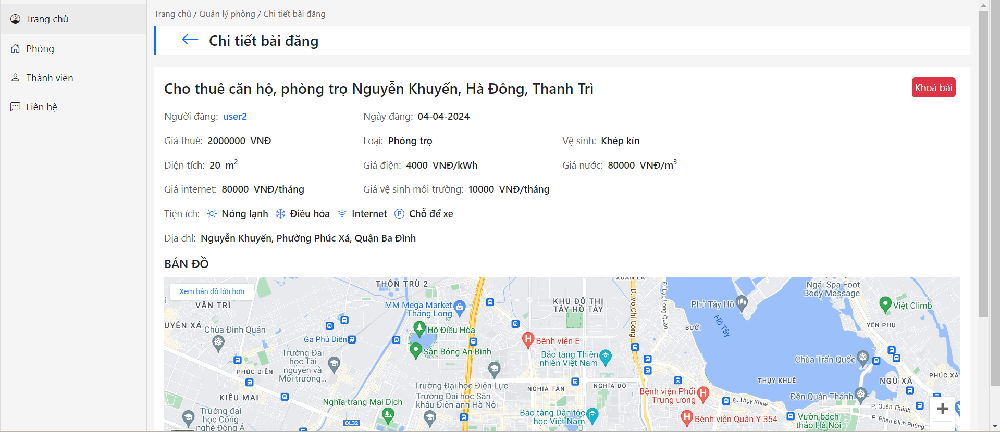 Trang chủ
Phòng
Thành viên
Liên hệ
Trang chủ / Quản lý phòng / Chi tiết bài đăng
Chi tiết bài đăng
Cho thuê căn hộ, phòng trọ Nguyễn Khuyến, Hà Đông, Thanh Trì
Khoá bài
Người đăng: user2
Ngày đăng: 04-04-2024
Giá thuê: 2000000 VNĐ
Loại: Phòng trọ
Vệ sinh: Khép kín
Diện tích: 20 m²
Giá điện: 4000 VNĐ/kWh
Giá nước: 80000 VNĐ/m³
Giá internet: 80000 VNĐ/tháng
Giá vệ sinh môi trường: 10000 VNĐ/tháng
Tiện ích: Nóng lạnh Điều hòa Internet Chỗ để xe
Địa chỉ: Nguyễn Khuyến, Phường Phúc Xá, Quận Ba Đình
BẢN ĐỒ
Xem bản đồ lớn hơn
VĂN TRÌ
UYÊN XÁ
Chùa Đình Quán
THÔN TRÙ 2
MM Mega Market
Thăng Long
Hồ Điều Hòa
Ga Phú Diễn
Sân Bóng An Bình
Trường Đại
học Tài
nguyên và
Môi trường...
PHÚC DIỄN
KIỀU MAI
Trường đại
học Công
nghệ Đông Á
Nghĩa trang Mai Dịch
QL32
Trường Đại học Điện Lực
Trường Đại học Sân
khấu Điện ảnh Hà Nội
KHU ĐÔ THỊ
TÂY HỒ TÂY
Bệnh viện E
Bảo tàng Thiên
nhiên Việt Nam
NGHĨA TÂN
NGHĨA ĐÔ
Bảo tàng Dân tộc
học Việt Nam
XUÂN LA
Đ. Võ Chí Công
Đ. Lạc Long Quân
BƯỞI
Phủ Tây Hồ
Hồ Tây
Ngải Spa Foot
Body Massage
Việt Climb
YÊN PHỤ
Chùa Trấn Quốc
THỤY KHUÊ
NGŨ XÃ
PHÚC XÁ
Bệnh viện Phổi
Trung ương
Đ. Thụy Khuê
Đền Quán Thánh
P. Quán Thánh
P. Phan Đình Phùng
Bệnh viện Quân Y 354
Vườn bách
thảo Hà Nội